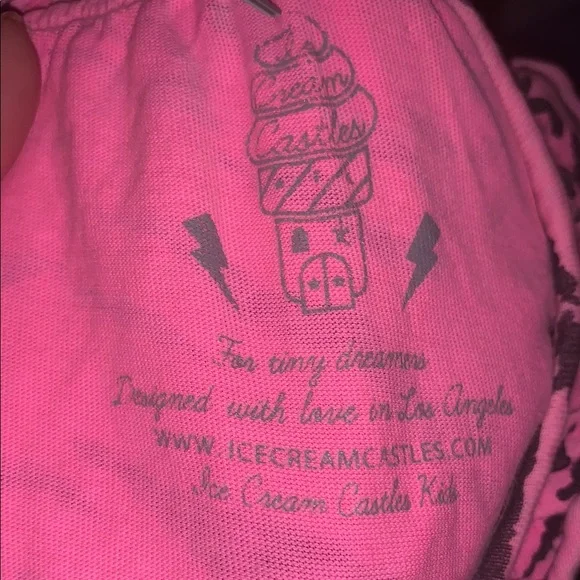 Ice
Cream
Castles
For tiny dreamers
Designed with love in Los Angeles
WWW.ICECREAMCASTLES.COM
Ice Cream Castles Kids